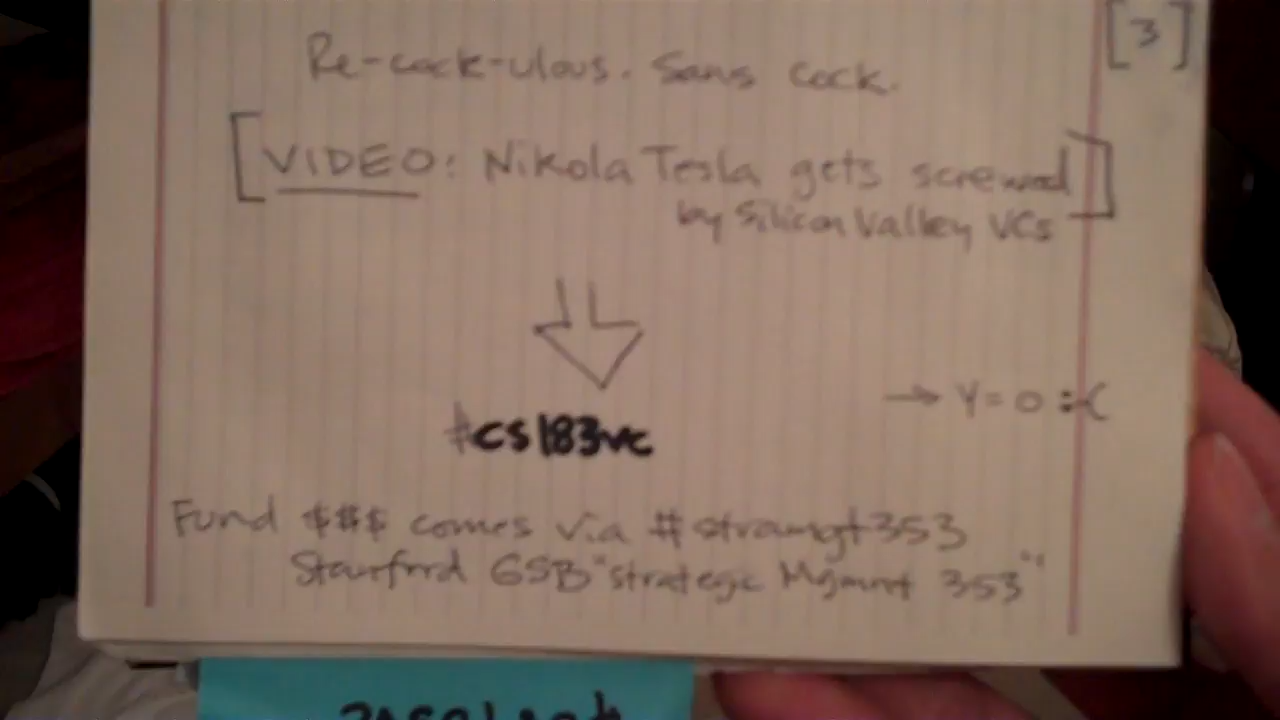 [3]
Re-cock-ulous. Sans cock.
[VIDEO: Nikola Tesla gets screwed
by Silicon Valley VCs]
→ Y=0 :-(
#cs183vc
Fund $$$ comes via #stramgt353
Stanford GSB "Strategic Mgmnt 353"